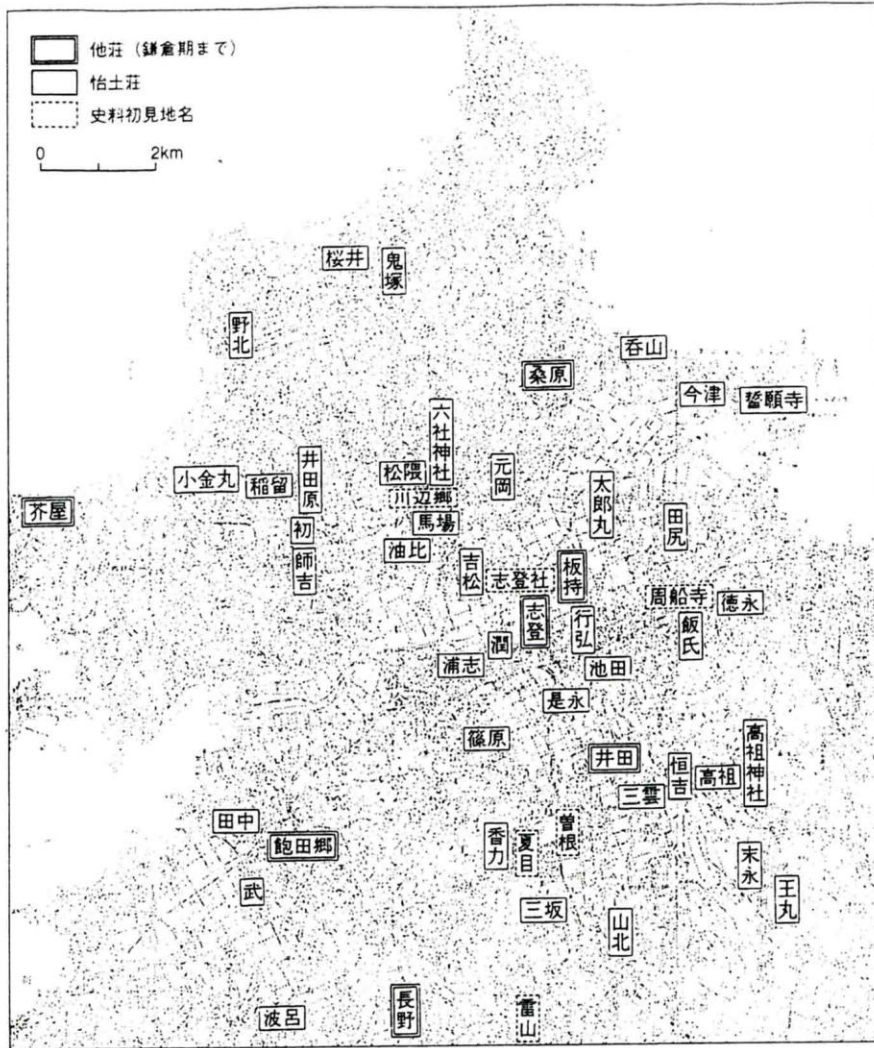 他荘（鎌倉期まで）
怡土荘
史料初見地名
0 2km
桜井
鬼塚
野北
呑山
桑原
今津
誓願寺
六社神社
井田原
松隈
元岡
小金丸
稲留
太郎丸
川辺郷
芥屋
馬場
田尻
初
油比
師吉
吉松
志登社
板持
周船寺
徳永
志登
行弘
飯氏
潤
浦志
池田
是永
篠原
井田
恒吉
高祖
高祖神社
三雲
田中
飽田郷
香力
夏目
曽根
末永
武
王丸
三坂
山北
長野
波呂
雷山